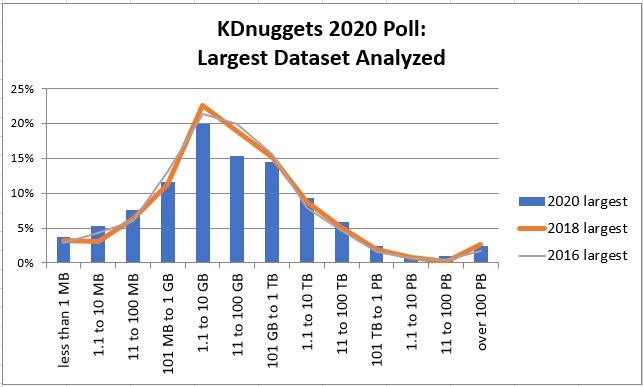 KDnuggets 2020 Poll:
Largest Dataset Analyzed
25%
20%
15%
10%
5%
0%
less than 1 MB
1.1 to 10 MB
11 to 100 MB
101 MB to 1 GB
1.1 to 10 GB
11 to 100 GB
101 GB to 1 TB
1.1 to 10 TB
11 to 100 TB
101 TB to 1 PB
1.1 to 10 PB
11 to 100 PB
over 100 PB
2020 largest
2018 largest
2016 largest